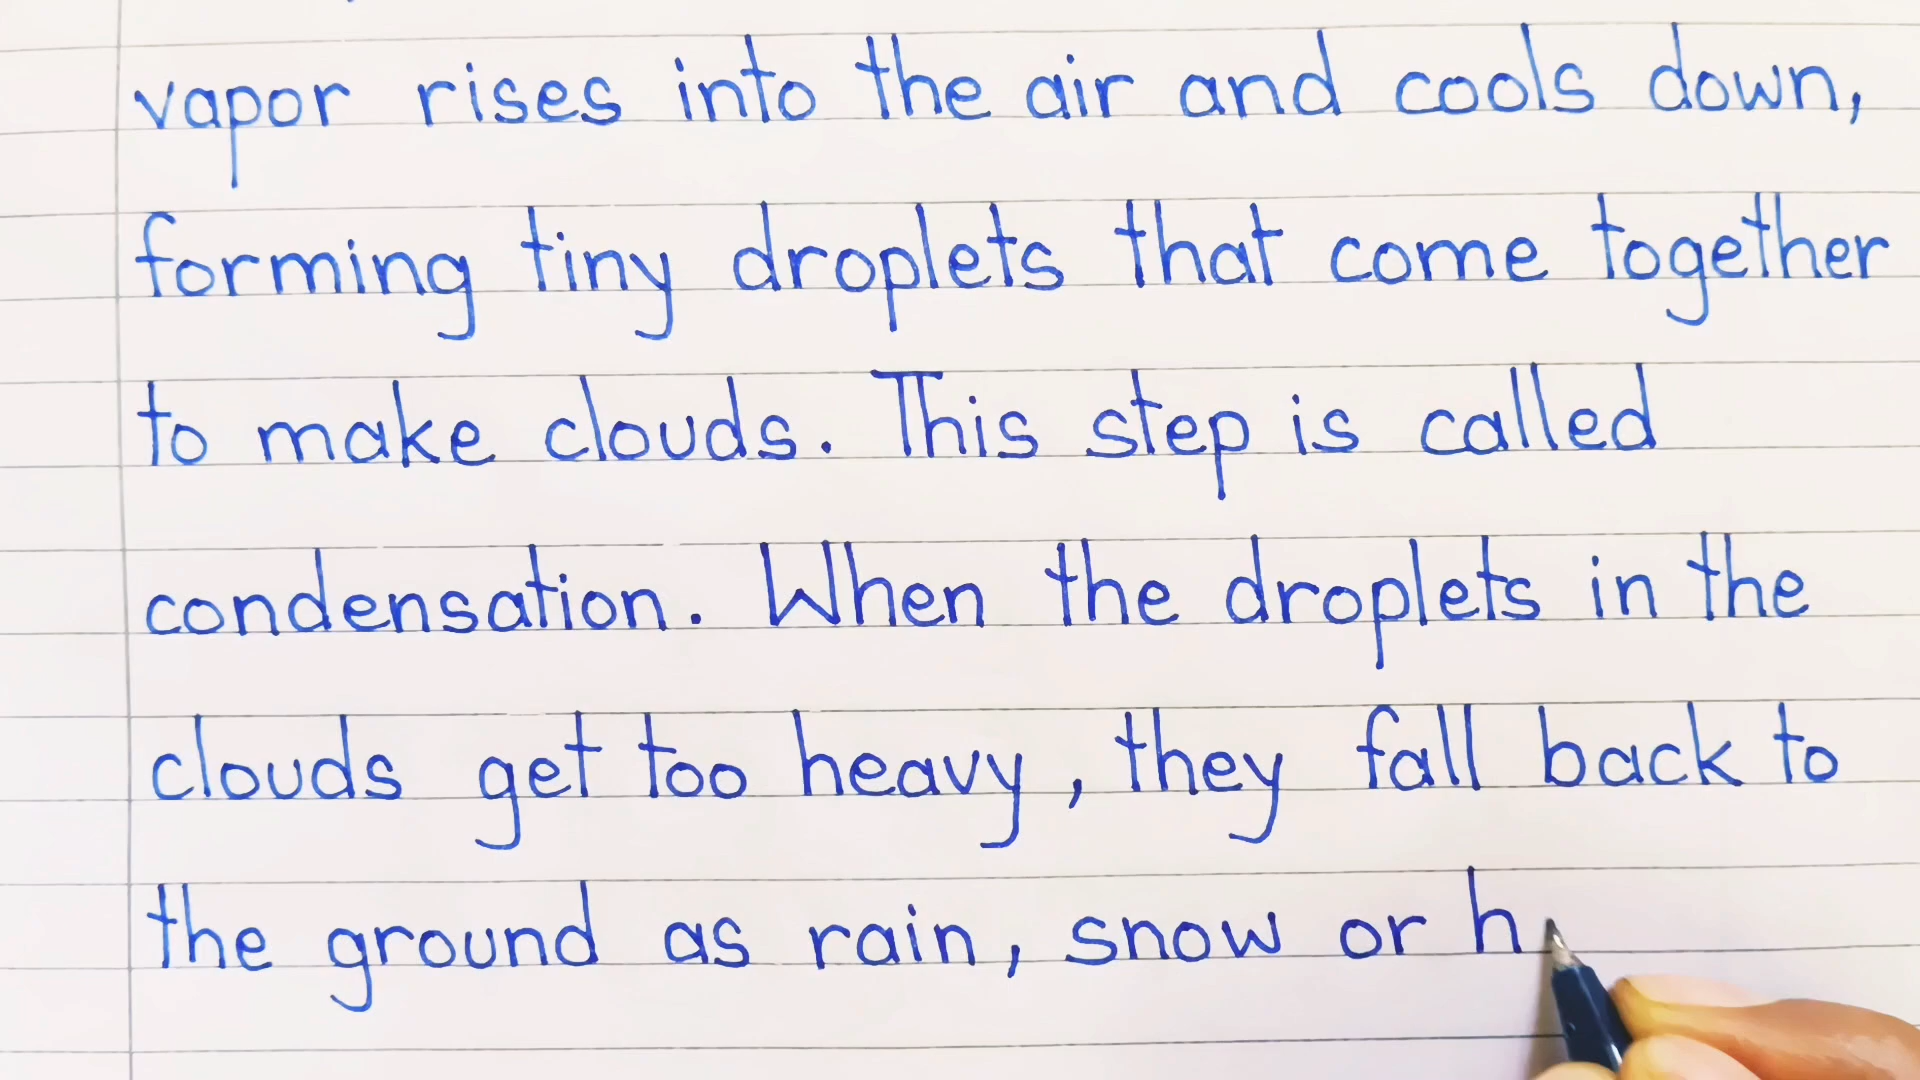 vapor rises into the air and cools down,
forming tiny droplets that come together
to make clouds. This step is called
condensation. When the droplets in the
clouds get too heavy, they fall back to
the ground as rain, snow or h